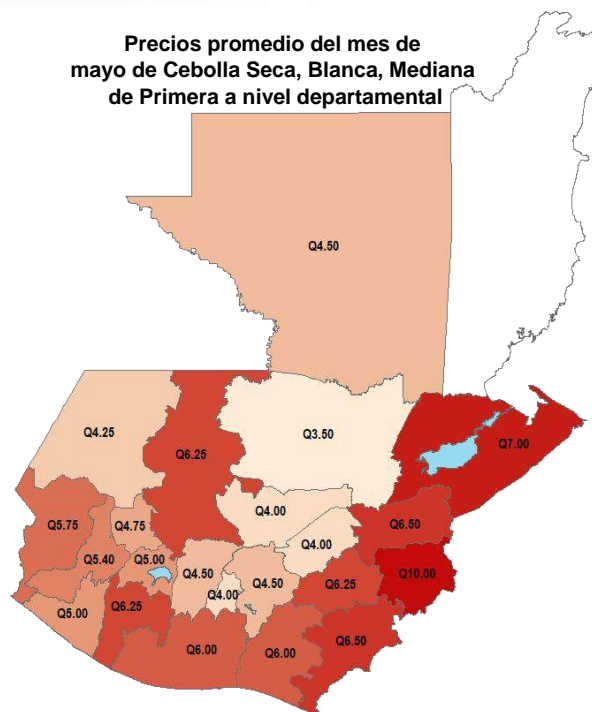 Precios promedio del mes de
mayo de Cebolla Seca, Blanca, Mediana
de Primera a nivel departamental
Q4.50
Q4.25
Q6.25
Q3.50
Q7.00
Q5.75
Q4.75
Q4.00
Q6.50
Q5.40
Q5.00
Q4.50
Q4.00
Q4.50
Q4.00
Q6.25
Q10.00
Q5.00
Q6.25
Q6.00
Q6.00
Q6.50